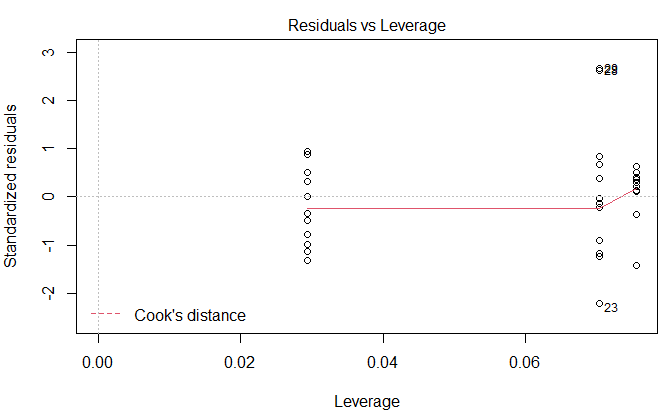 Residuals vs Leverage
Standardized residuals
3
2
1
0
-1
-2
23
Cook's distance
0.00
0.02
0.04
0.06
Leverage